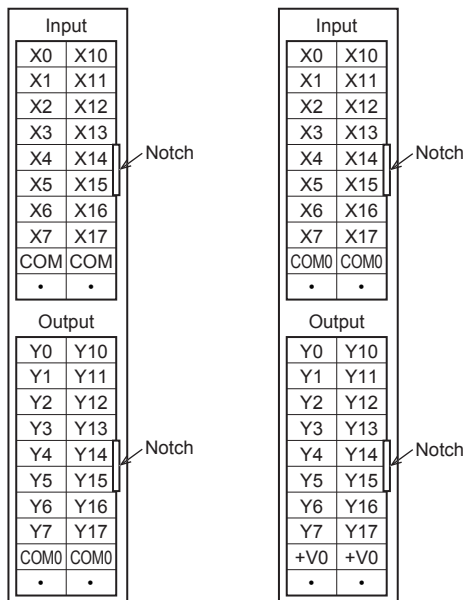 Input
X0 X10
X1 X11
X2 X12
X3 X13
X4 X14
X5 X15
X6 X16
X7 X17
COM COM
• •
Notch
Output
Y0 Y10
Y1 Y11
Y2 Y12
Y3 Y13
Y4 Y14
Y5 Y15
Y6 Y16
Y7 Y17
COM0 COM0
• •
Notch
Input
X0 X10
X1 X11
X2 X12
X3 X13
X4 X14
X5 X15
X6 X16
X7 X17
COM0 COM0
• •
Notch
Output
Y0 Y10
Y1 Y11
Y2 Y12
Y3 Y13
Y4 Y14
Y5 Y15
Y6 Y16
Y7 Y17
+V0 +V0
• •
Notch